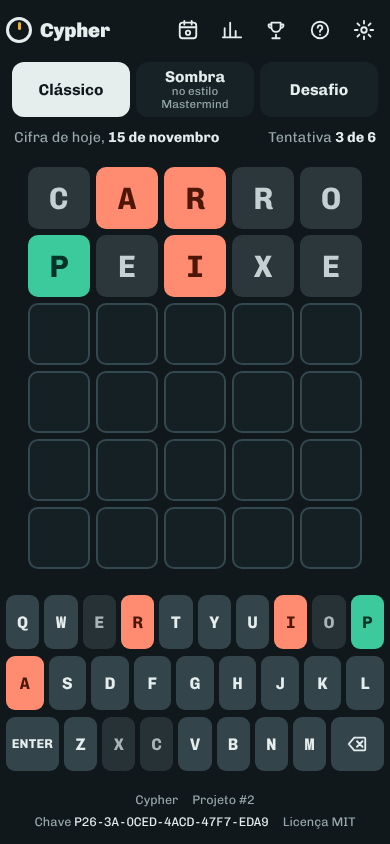 Cypher
Clássico
Sombra
no estilo
Mastermind
Desafio
Cifra de hoje, 15 de novembro
Tentativa 3 de 6
C A R R O
P E I X E
Q W E R T Y U I O P
A S D F G H J K L
ENTER Z X C V B N M
Cypher Projeto #2
Chave P26-3A-0CED-4ACD-47F7-EDA9 Licença MIT